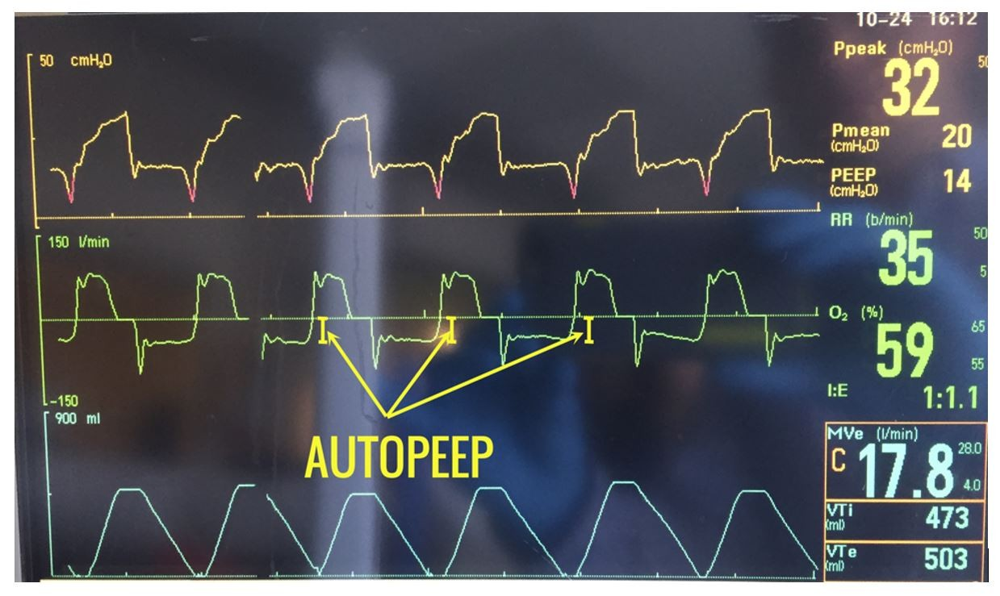 10-24 16:12
50 cmH₂O
Ppeak (cmH₂O)
32
50
Pmean
(cmH₂O)
20
PEEP
(cmH₂O)
14
150 l/min
RR (b/min)
35
50
5
O₂ (%)
59
65
55
-150
I:E
1:1.1
900 ml
AUTOPEEP
MVe (l/min)
C
17.8
28.0
4.0
VTi
(ml)
473
VTe
(ml)
503